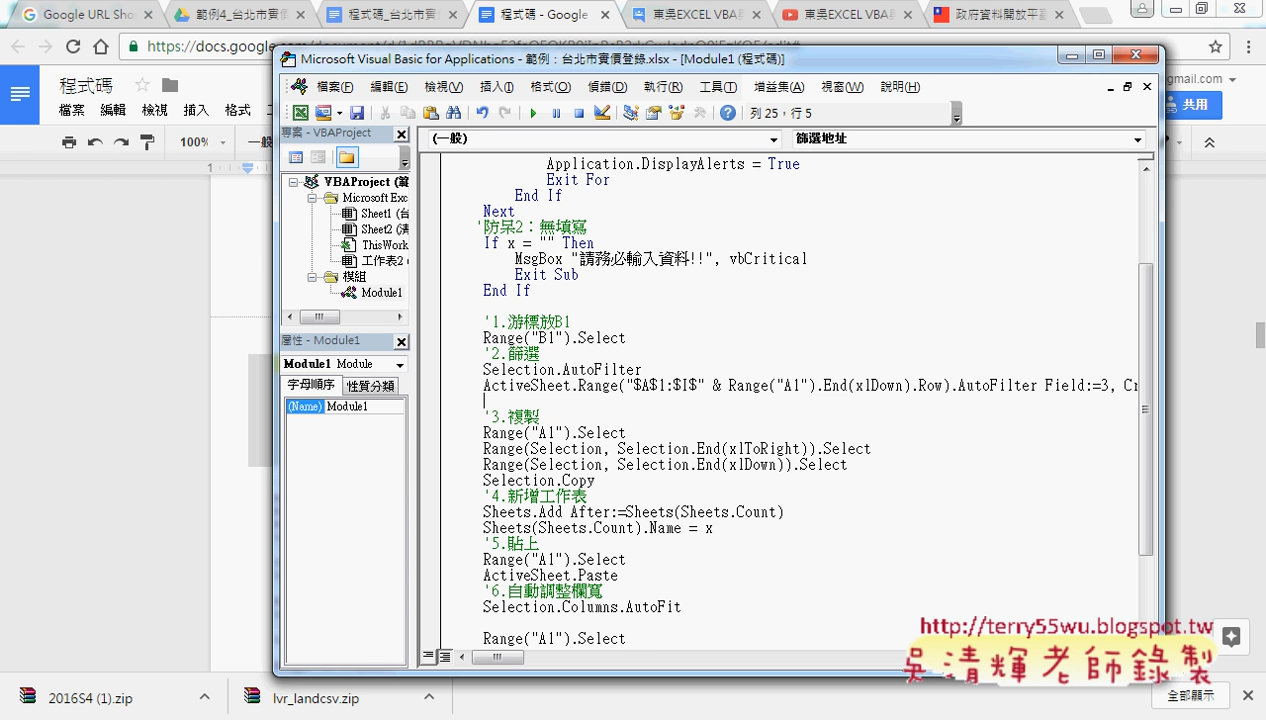 Google URL Sho
範例4_台北市實價
程式碼_台北市實
程式碼 - Google
東吳EXCEL VBA
東吳EXCEL VBA
政府資料開放平臺
https://docs.google.
程式碼
檔案 編輯 檢視 插入 格式
gmail.com
共用
100%
一般
1
Microsoft Visual Basic for Applications - 範例：台北市實價登錄.xlsx - [Module1 (程式碼)]
檔案(F) 編輯(E) 檢視(V) 插入(I) 格式(O) 偵錯(D) 執行(R) 工具(T) 增益集(A) 視窗(W) 說明(H)
列 25，行 5
專案 - VBAProject
(一般)
篩選地址
VBAProject (範
Microsoft Exc
Sheet1 (台
Sheet2 (清
ThisWork
工作表2
模組
Module1
屬性 - Module1
Module1 Module
字母順序 性質分類
(Name) Module1
Application.DisplayAlerts = True
Exit For
End If
Next
'防呆2：無填寫
If x = "" Then
MsgBox "請務必輸入資料!!", vbCritical
Exit Sub
End If
'1.游標放B1
Range("B1").Select
'2.篩選
Selection.AutoFilter
ActiveSheet.Range("$A$1:$I$" & Range("A1").End(xlDown).Row).AutoFilter Field:=3, Cr
'3.複製
Range("A1").Select
Range(Selection, Selection.End(xlToRight)).Select
Range(Selection, Selection.End(xlDown)).Select
Selection.Copy
'4.新增工作表
Sheets.Add After:=Sheets(Sheets.Count)
Sheets(Sheets.Count).Name = x
'5.貼上
Range("A1").Select
ActiveSheet.Paste
'6.自動調整欄寬
Selection.Columns.AutoFit
Range("A1").Select
http://terry55wu.blogspot.tw
吳清輝老師錄製
2016S4 (1).zip
lvr_landcsv.zip
全部顯示